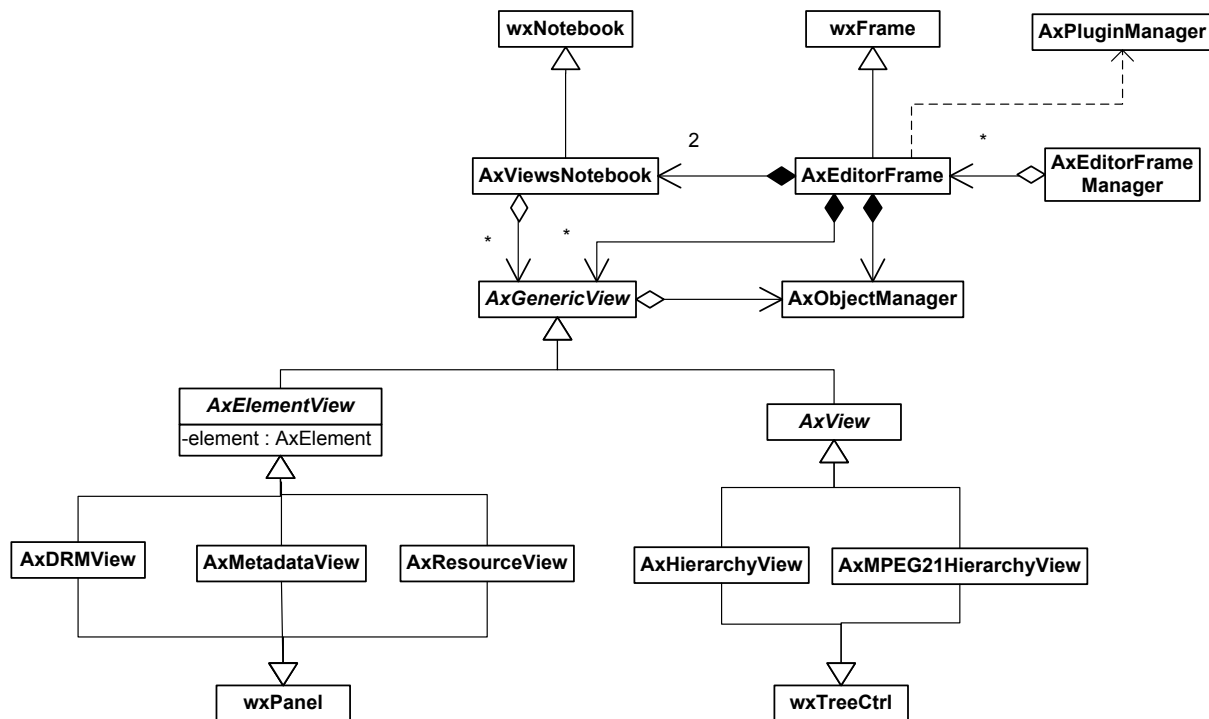 wxNotebook
wxFrame
AxPluginManager
2
*
AxViewsNotebook
AxEditorFrame
AxEditorFrame
Manager
*
*
AxGenericView
AxObjectManager
AxElementView
-element : AxElement
AxView
AxDRMView
AxMetadataView
AxResourceView
AxHierarchyView
AxMPEG21HierarchyView
wxPanel
wxTreeCtrl